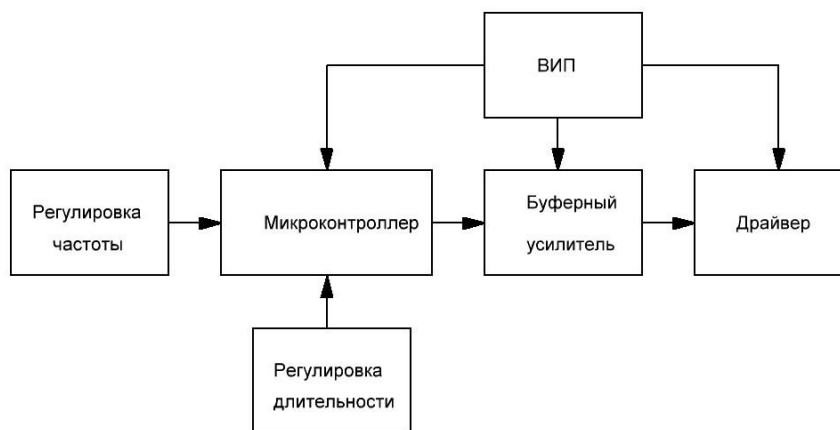 ВИП
Регулировка
частоты
Микроконтроллер
Буферный
усилитель
Драйвер
Регулировка
длительности